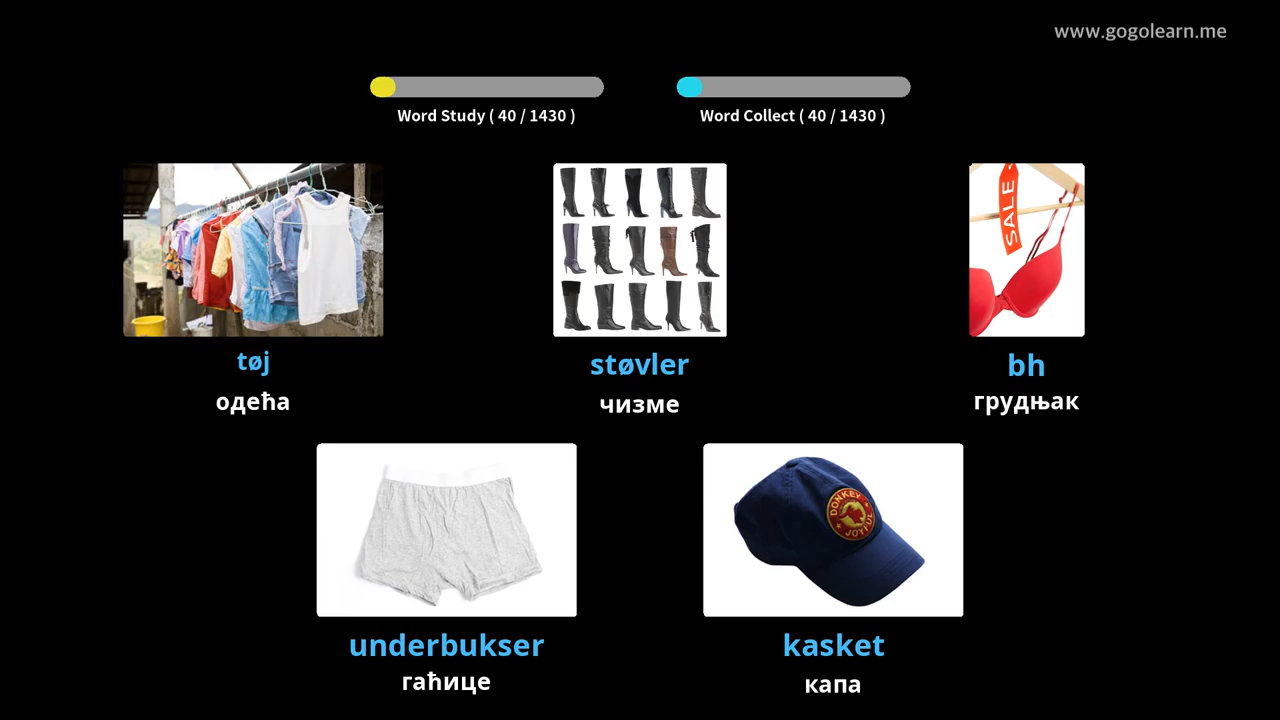 www.gogolearn.me
Word Study ( 40 / 1430 )
Word Collect ( 40 / 1430 )
SALE
tøj
støvler
bh
одећа
чизме
грудњак
DONKEY
JOYFUL
underbukser
kasket
гаћице
капа